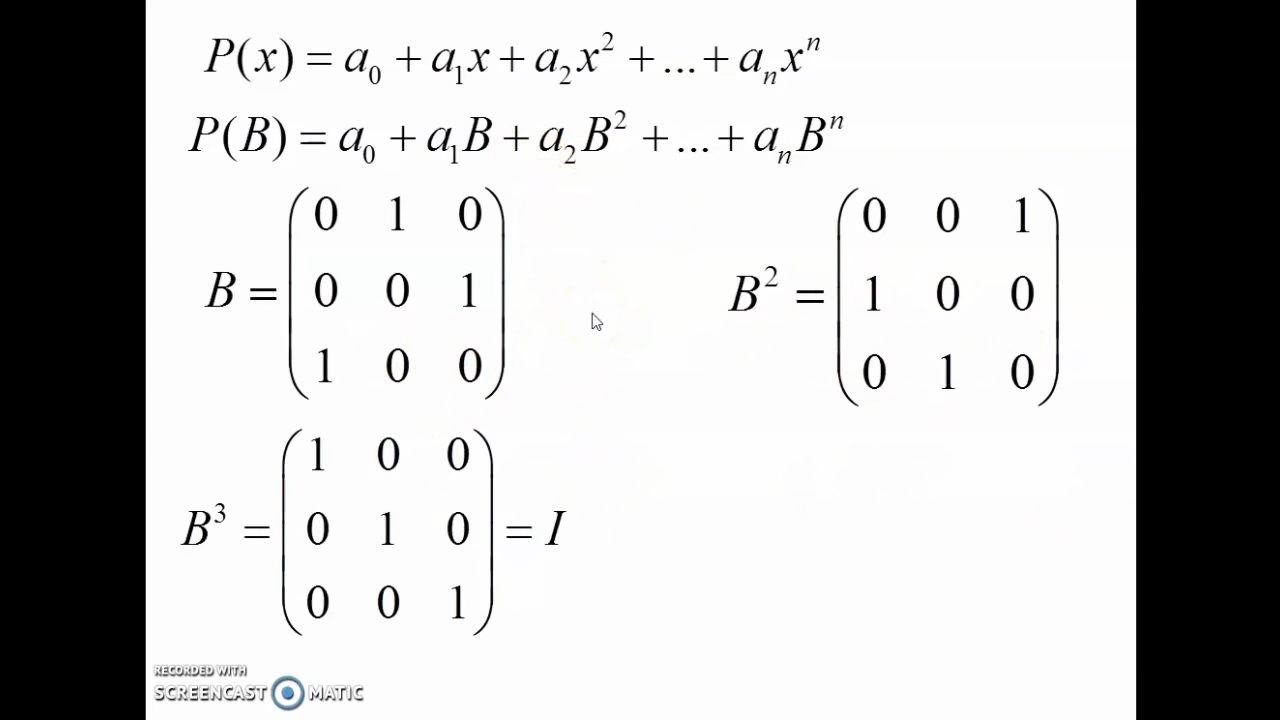 P(x) = a₀ + a₁x + a₂x² + ... + aₙxⁿ
P(B) = a₀ + a₁B + a₂B² + ... + aₙBⁿ
B = ( 0 1 0
0 0 1
1 0 0 )
B² = ( 0 0 1
1 0 0
0 1 0 )
B³ = ( 1 0 0
0 1 0
0 0 1 ) = I
RECORDED WITH
SCREENCAST MATIC